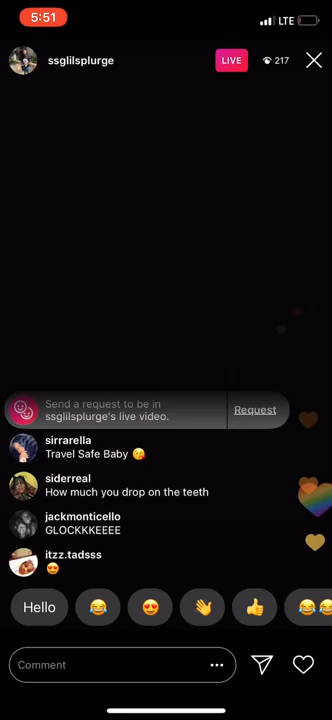 5:51
LTE
ssglilsplurge
LIVE
217
Send a request to be in
ssglilsplurge's live video.
Request
sirrarella
Travel Safe Baby 😘
siderreal
How much you drop on the teeth
jackmonticello
GLOCKKKEEEE
itzz.tadsss
😍
Hello
Comment